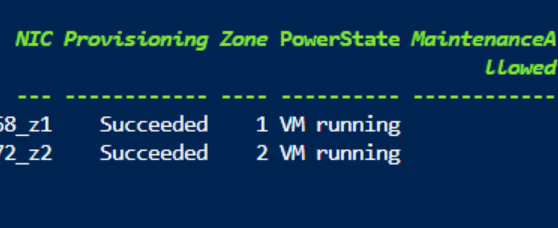 NIC Provisioning Zone PowerState MaintenanceA
llowed
--- ------------ ---- ---------- ------------
58_z1 Succeeded 1 VM running
72_z2 Succeeded 2 VM running